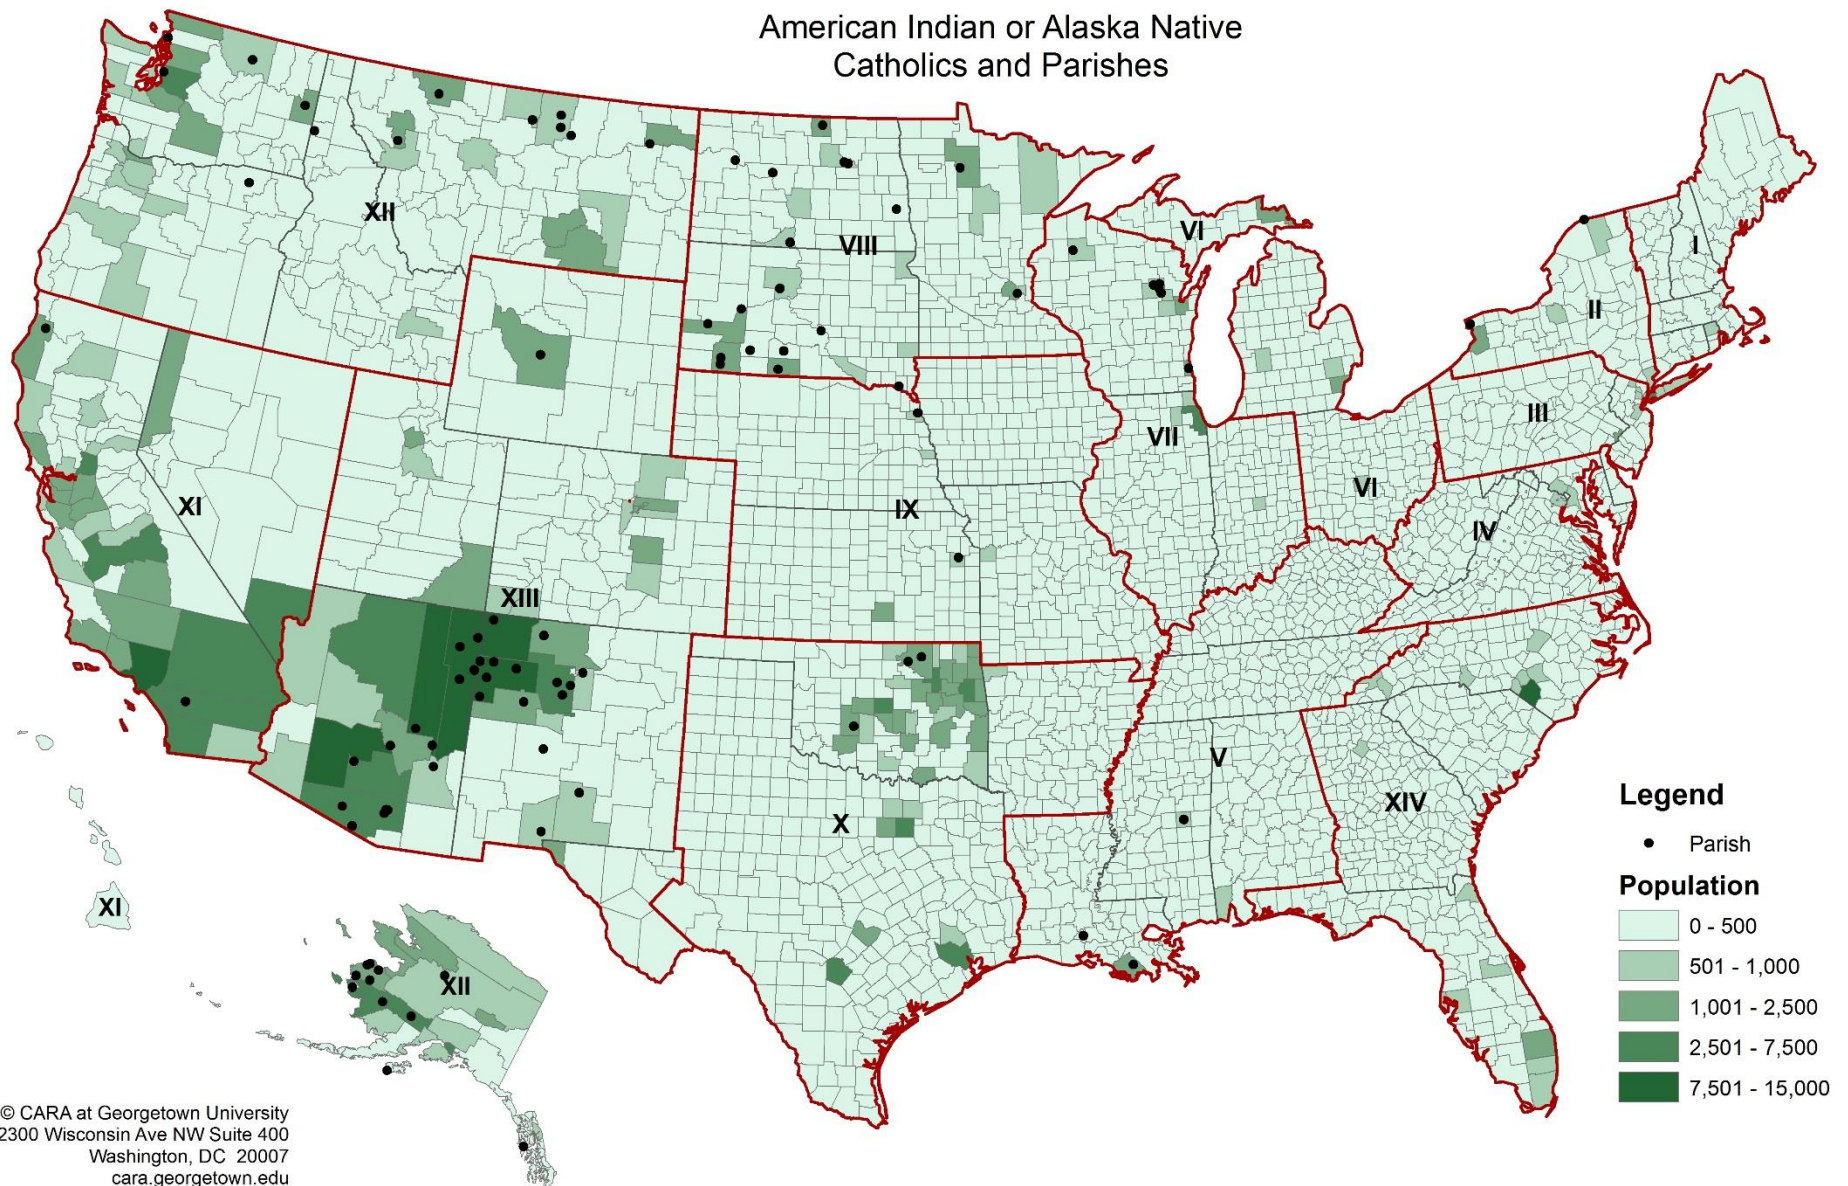 American Indian or Alaska Native
Catholics and Parishes
XII
VIII
VI
I
II
III
VII
VI
XI
IX
IV
XIII
V
X
XIV
XI
XII
Legend
Parish
Population
0 - 500
501 - 1,000
1,001 - 2,500
2,501 - 7,500
7,501 - 15,000
© CARA at Georgetown University
2300 Wisconsin Ave NW Suite 400
Washington, DC 20007
cara.georgetown.edu